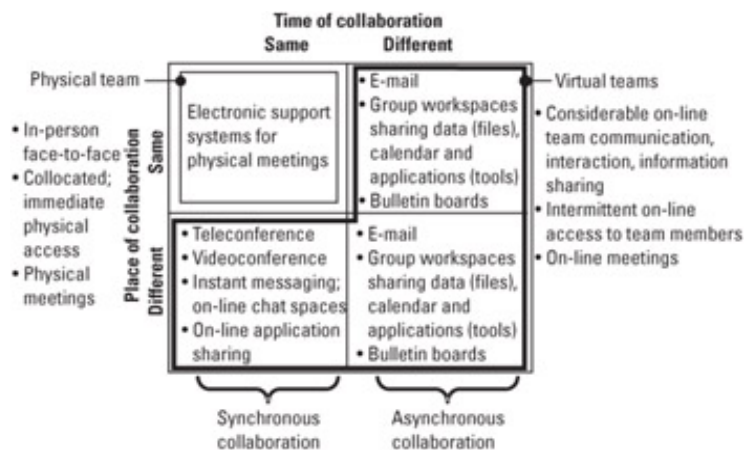 Time of collaboration
Same
Different
Physical team
• In-person
face-to-face
• Collocated;
immediate
physical
access
• Physical
meetings
Place of collaboration
Same
Different
Electronic support
systems for
physical meetings
• E-mail
• Group workspaces
sharing data (files),
calendar and
applications (tools)
• Bulletin boards
• Teleconference
• Videoconference
• Instant messaging;
on-line chat spaces
• On-line application
sharing
• E-mail
• Group workspaces
sharing data (files),
calendar and
applications (tools)
• Bulletin boards
Virtual teams
• Considerable on-line
team communication,
interaction, information
sharing
• Intermittent on-line
access to team members
• On-line meetings
Synchronous
collaboration
Asynchronous
collaboration